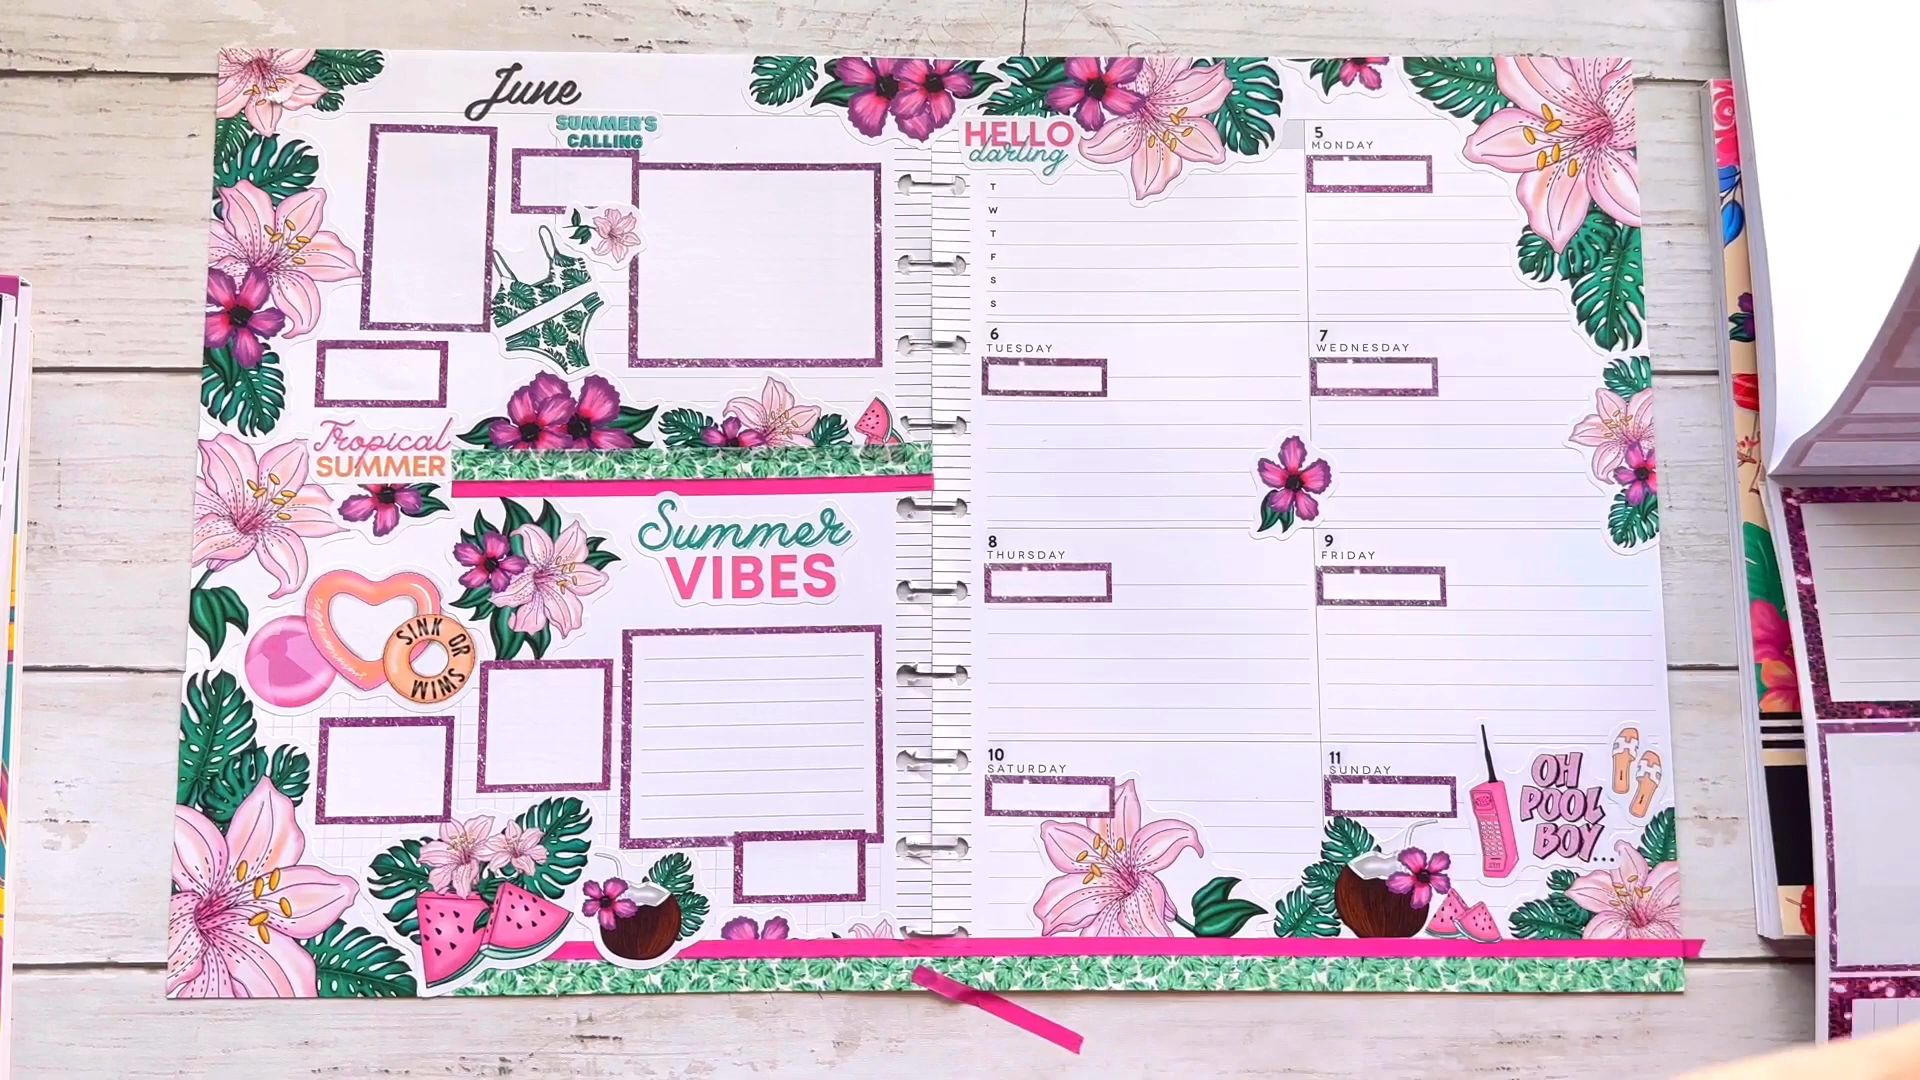 June
SUMMER'S
CALLING
Tropical
SUMMER
Summer
VIBES
SINK OR
SWIM
HELLO
darling
T
W
T
F
S
S
5
MONDAY
6
TUESDAY
7
WEDNESDAY
8
THURSDAY
9
FRIDAY
10
SATURDAY
11
SUNDAY
OH
POOL
BOY...